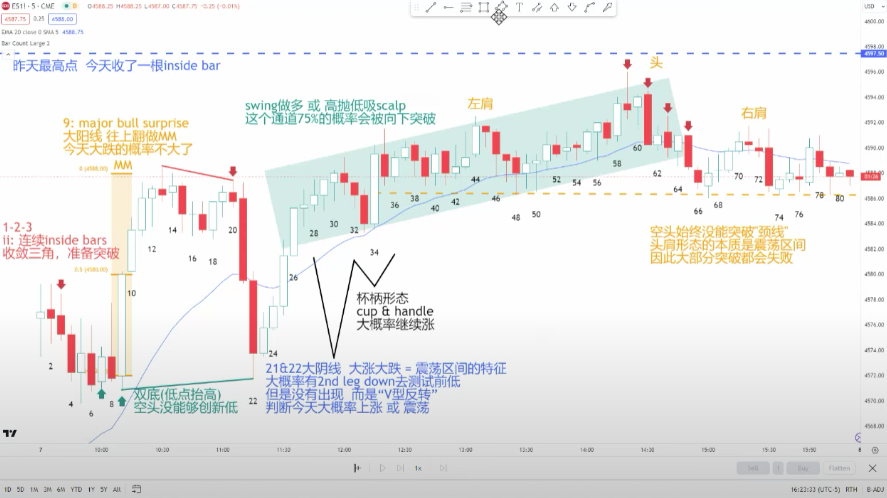 ES1! · 5 · CME
O4588.25 H4588.25 L4587.00 C4588.00 -0.25 (-0.01%)
4587.75 0.25 4588.00
EMA 20 close 0 SMA 5 4588.75
Bar Count Large 2
USD
4600.00
4597.50
4596.00
4594.00
4592.00
4590.00
昨天最高点 今天收了一根inside bar
9: major bull surprise
大阳线 往上翻做MM
今天大跌的概率不大了
MM
0 (4588.00)
0.5 (4580.00)
swing做多 或 高抛低吸scalp
这个通道75%的概率会被向下突破
左肩
头
右肩
1-2-3
ii: 连续inside bars
收敛三角，准备突破
双底(低点抬高)
空头没能够创新低
杯柄形态
cup & handle
大概率继续涨
21&22大阴线 大涨大跌 = 震荡区间的特征
大概率有2nd leg down去测试前低
但是没有出现 而是“V型反转”
判断今天大概率上涨 或 震荡
空头始终没能突破"颈线"
头肩形态的本质是震荡区间
因此大部分突破都会失败
2 4 6 8 10 12 14 16 18 20 22 24 26 28 30 32 34 36 38 40 42 44 46 48 50 52 54 56 58 60 62 64 66 68 70 72 74 76 78 80
4586.00
4584.00
4582.00
4580.00
4578.00
4576.00
4574.00
4572.00
4570.00
4568.00
7 10:00 10:30 11:00 11:30 12:00 12:30 13:00 13:30 14:00 14:30 15:00 15:30 8
1x
Sell Buy Flatten
1D 5D 1M 3M 6M YTD 1Y 5Y All
16:23:33 (UTC-5) RTH B-ADJ